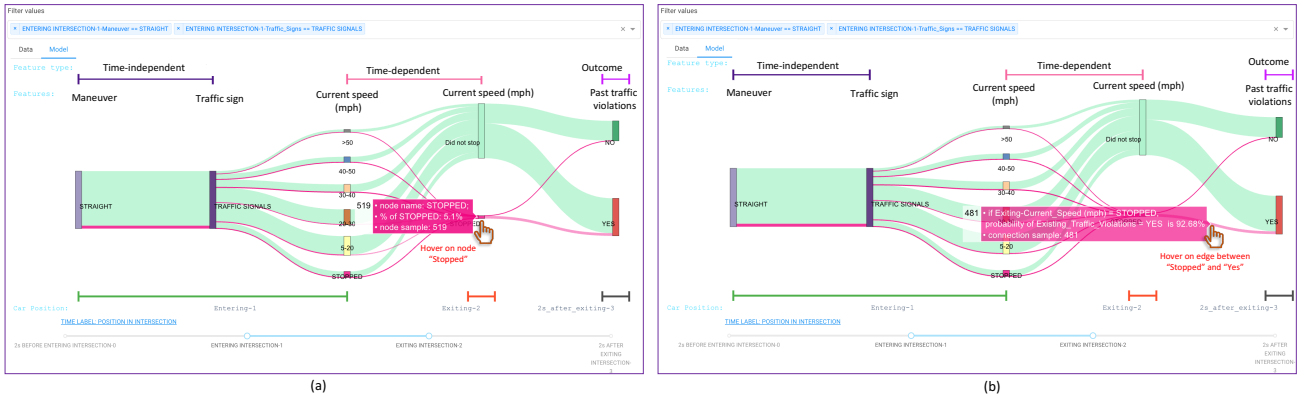 Filter values
× ENTERING INTERSECTION-1-Maneuver == STRAIGHT × ENTERING INTERSECTION-1-Traffic_Signs == TRAFFIC SIGNALS ×
Data Model
Feature type:
Time-independent Time-dependent Outcome
Features:
Maneuver Traffic sign Current speed (mph) Current speed (mph) Past traffic violations
>50
40-50
30-40
20-30
5-20
STOPPED
STRAIGHT
TRAFFIC SIGNALS
Did not stop
NO
YES
519
• node name: STOPPED;
• % of STOPPED: 5.1%
• node sample: 519
Hover on node
“Stopped”
Car Position: Entering-1 Exiting-2 2s_after_exiting-3
TIME LABEL: POSITION IN INTERSECTION
2s BEFORE ENTERING INTERSECTION-0 ENTERING INTERSECTION-1 EXITING INTERSECTION-2 2s AFTER
EXITING
INTERSECTION-
3
(a)
Filter values
× ENTERING INTERSECTION-1-Maneuver == STRAIGHT × ENTERING INTERSECTION-1-Traffic_Signs == TRAFFIC SIGNALS ×
Data Model
Feature type:
Time-independent Time-dependent Outcome
Features:
Maneuver Traffic sign Current speed (mph) Current speed (mph) Past traffic violations
>50
40-50
30-40
5-20
STOPPED
STRAIGHT
TRAFFIC SIGNALS
Did not stop
NO
YES
481
• if Exiting-Current_Speed (mph) = STOPPED,
probability of Existing_Traffic_Violations = YES is 92.68%
• connection sample: 481
Hover on edge between
“Stopped” and “Yes”
Car Position: Entering-1 Exiting-2 2s_after_exiting-3
TIME LABEL: POSITION IN INTERSECTION
2s BEFORE ENTERING INTERSECTION-0 ENTERING INTERSECTION-1 EXITING INTERSECTION-2 2s AFTER
EXITING
INTERSECTION-
3
(b)